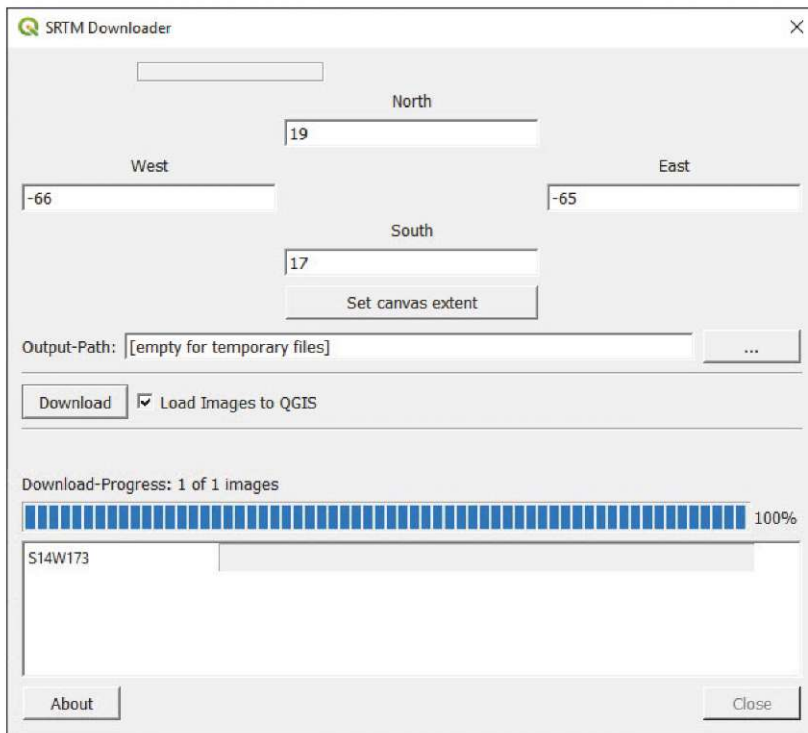 SRTM Downloader
North
19
West
East
-66
-65
South
17
Set canvas extent
Output-Path: [empty for temporary files] ...
Download Load Images to QGIS
Download-Progress: 1 of 1 images
100%
S14W173
About Close